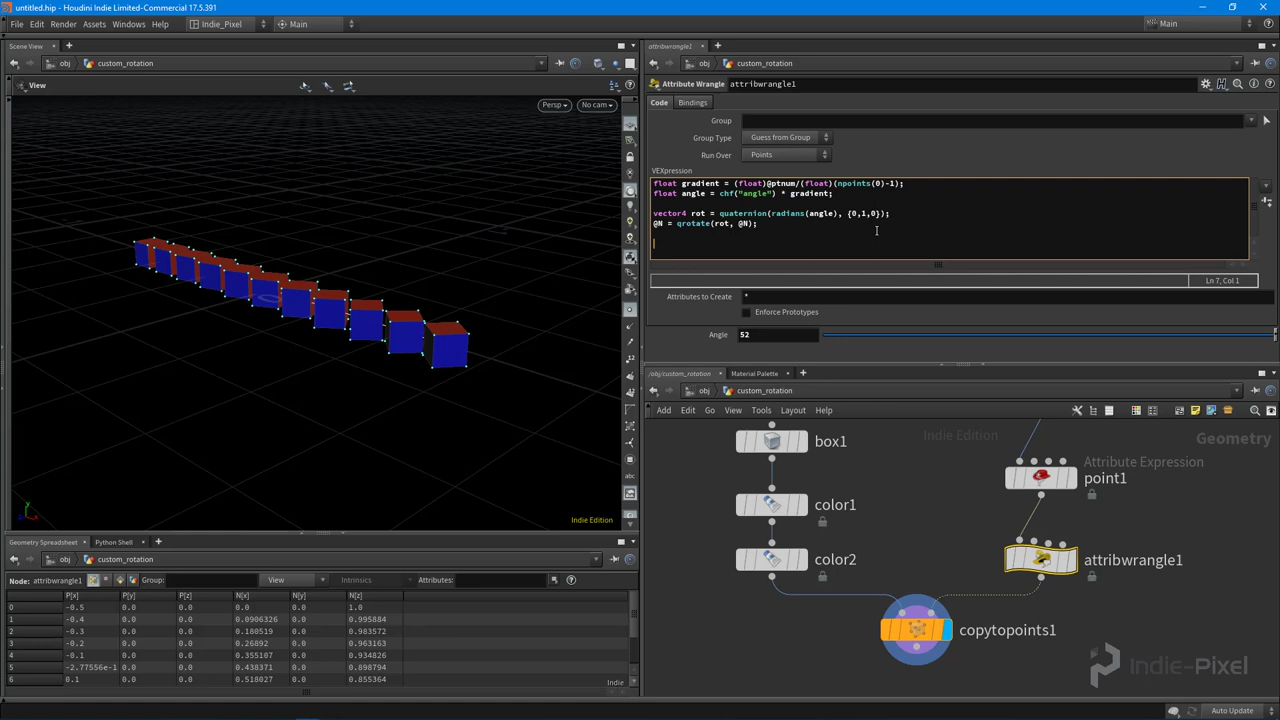 untitled.hip - Houdini Indie Limited-Commercial 17.5.391
File Edit Render Assets Windows Help Indie_Pixel Main Main
Scene View
obj custom_rotation
View
Persp No cam
Indie Edition
attribwrangle1
obj custom_rotation
Attribute Wrangle attribwrangle1
Code Bindings
Group
Group Type Guess from Group
Run Over Points
VEXpression
float gradient = (float)@ptnum/(float)(npoints(0)-1);
float angle = chf("angle") * gradient;
vector4 rot = quaternion(radians(angle), {0,1,0});
@N = qrotate(rot, @N);
Ln 7, Col 1
Attributes to Create *
Enforce Prototypes
Angle 52
/obj/custom_rotation Material Palette
obj custom_rotation
Add Edit Go View Tools Layout Help
Indie Edition
Geometry
box1
color1
color2
Attribute Expression
point1
attribwrangle1
copytopoints1
Indie-Pixel
Geometry Spreadsheet Python Shell
obj custom_rotation
Node: attribwrangle1 Group: View Intrinsics Attributes:
P[x] P[y] P[z] N[x] N[y] N[z]
0 -0.5 0.0 0.0 0.0 0.0 1.0
1 -0.4 0.0 0.0 0.0906326 0.0 0.995884
2 -0.3 0.0 0.0 0.180519 0.0 0.983572
3 -0.2 0.0 0.0 0.26892 0.0 0.963163
4 -0.1 0.0 0.0 0.355107 0.0 0.934826
5 -2.77556e-1 0.0 0.0 0.438371 0.0 0.898794
6 0.1 0.0 0.0 0.518027 0.0 0.855364
Indie
Auto Update